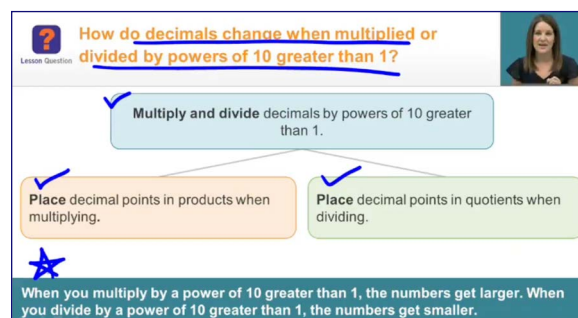 How do decimals change when multiplied or
Lesson Question
divided by powers of 10 greater than 1?
Multiply and divide decimals by powers of 10 greater
than 1.
Place decimal points in products when
multiplying.
Place decimal points in quotients when
dividing.
When you multiply by a power of 10 greater than 1, the numbers get larger. When
you divide by a power of 10 greater than 1, the numbers get smaller.